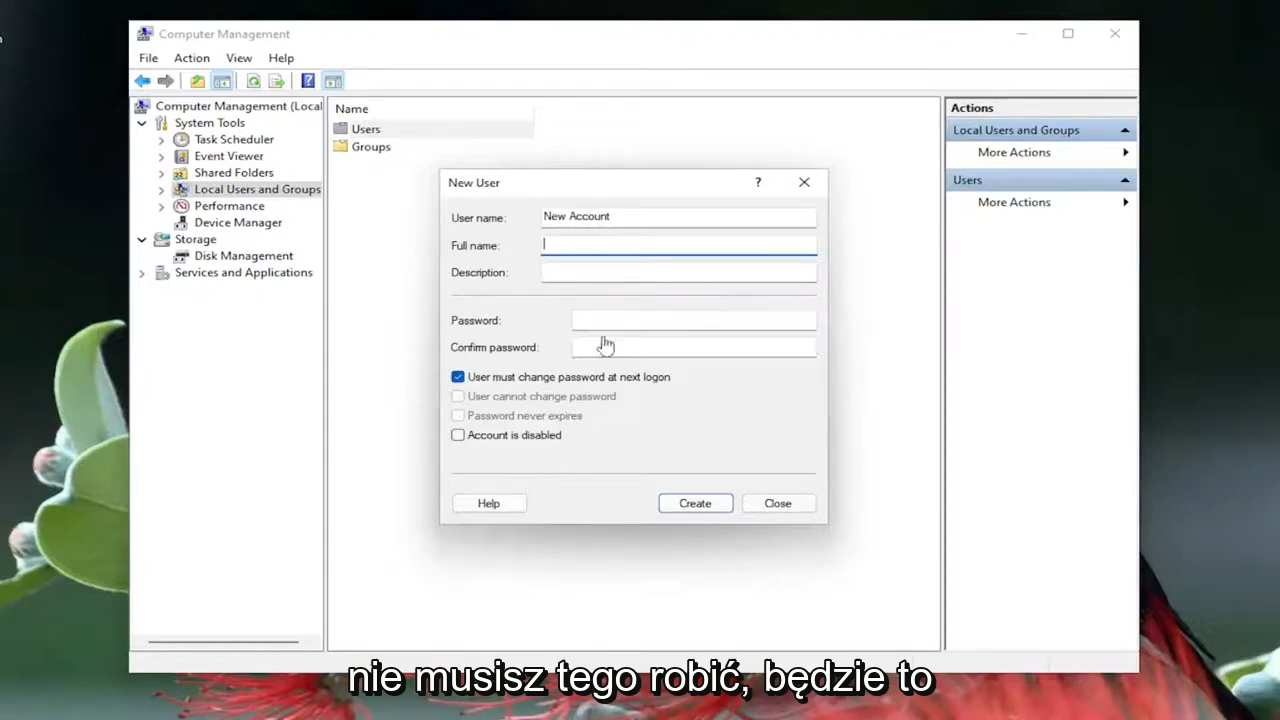 Computer Management
File Action View Help
Computer Management (Local
System Tools
Task Scheduler
Event Viewer
Shared Folders
Local Users and Groups
Performance
Device Manager
Storage
Disk Management
Services and Applications
Name
Users
Groups
Actions
Local Users and Groups
More Actions
Users
More Actions
New User
User name: New Account
Full name:
Description:
Password:
Confirm password:
User must change password at next logon
User cannot change password
Password never expires
Account is disabled
Help Create Close
nie musisz tego robić, będzie to